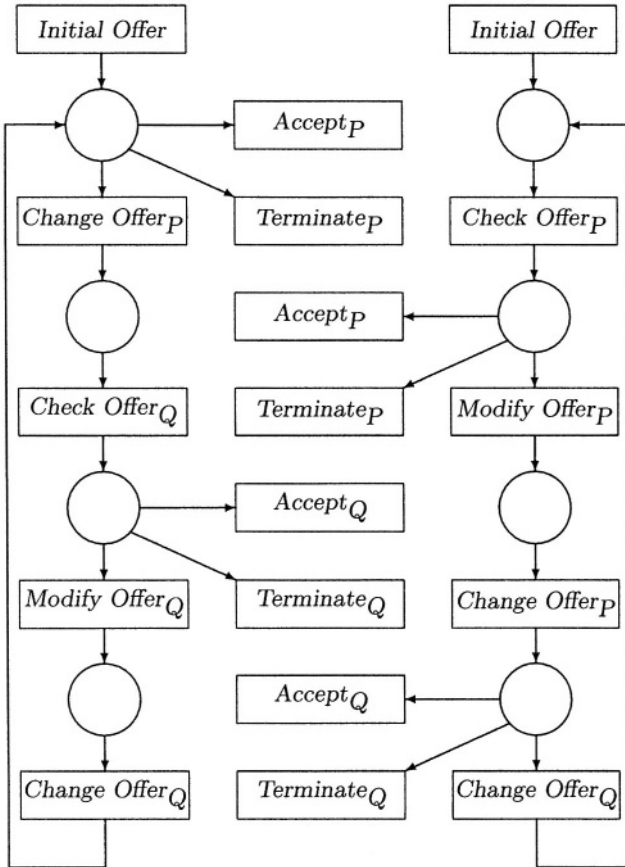 Initial Offer
Initial Offer
Accept_P
Change Offer_P
Terminate_P
Check Offer_P
Accept_P
Check Offer_Q
Terminate_P
Modify Offer_P
Accept_Q
Modify Offer_Q
Terminate_Q
Change Offer_P
Accept_Q
Change Offer_Q
Terminate_Q
Change Offer_Q